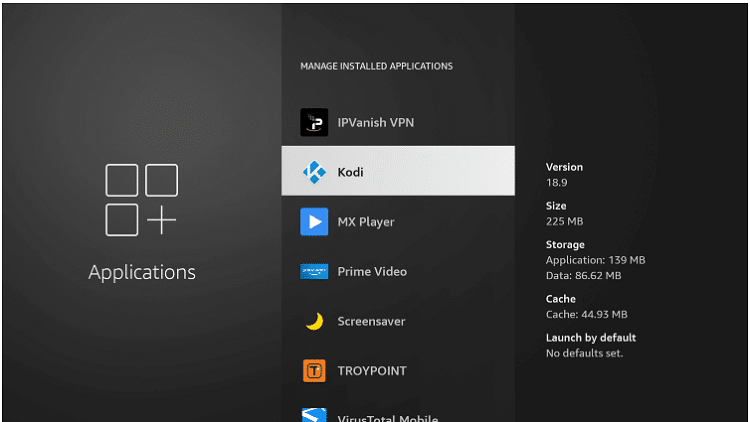 MANAGE INSTALLED APPLICATIONS
IPVanish VPN
Kodi
MX Player
Prime Video
Screensaver
TROYPOINT
VirusTotal Mobile
Applications
Version
18.9
Size
225 MB
Storage
Application: 139 MB
Data: 86.62 MB
Cache
Cache: 44.93 MB
Launch by default
No defaults set.